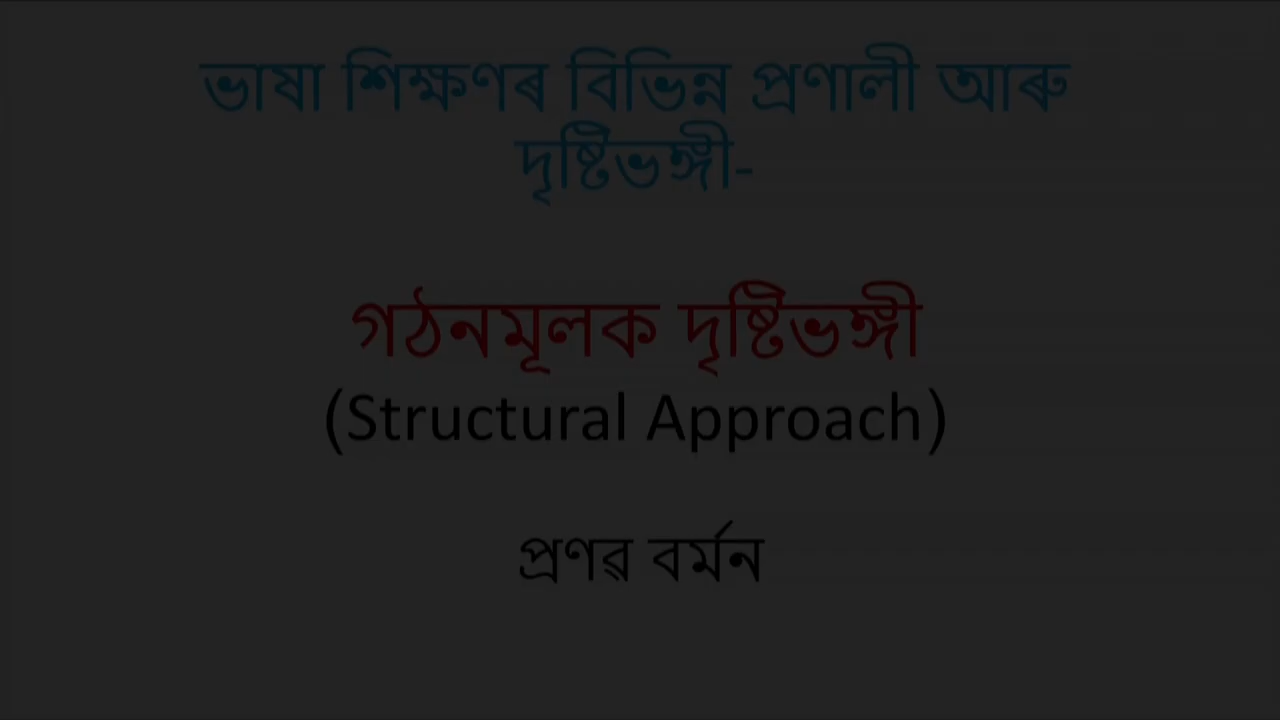 ভাষা শিক্ষণৰ বিভিন্ন প্ৰণালী আৰু
দৃষ্টিভঙ্গী-
গঠনমূলক দৃষ্টিভঙ্গী
(Structural Approach)
প্ৰণৱ বৰ্মন